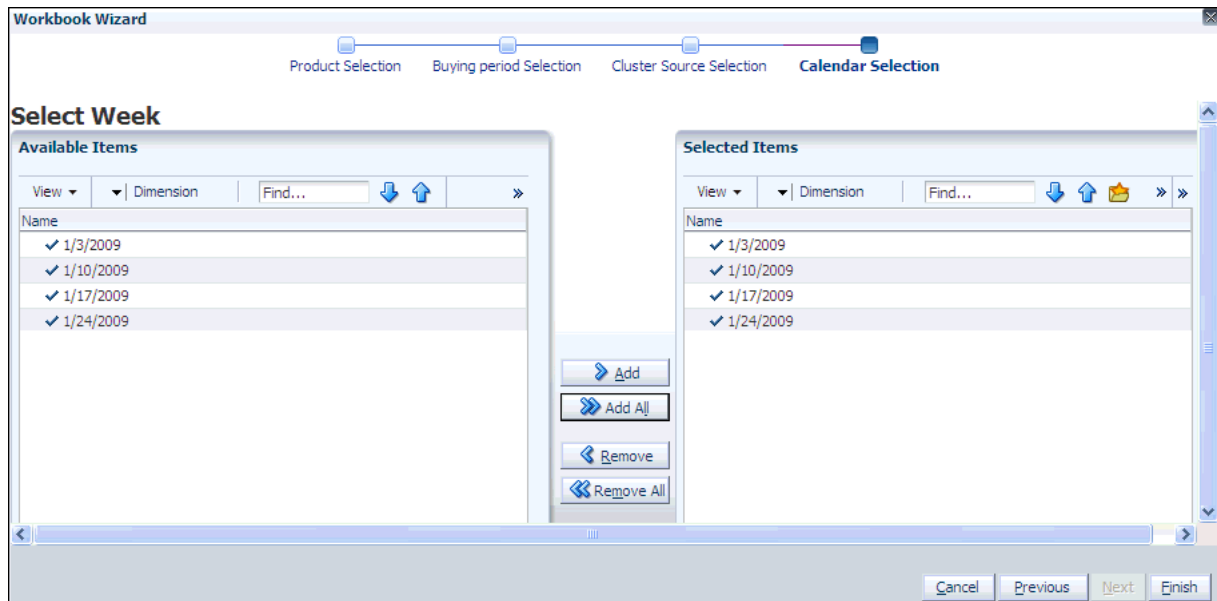 Workbook Wizard
Product Selection Buying period Selection Cluster Source Selection Calendar Selection
Select Week
Available Items
View Dimension Find...
Name
1/3/2009
1/10/2009
1/17/2009
1/24/2009
Add
Add All
Remove
Remove All
Selected Items
View Dimension Find...
Name
1/3/2009
1/10/2009
1/17/2009
1/24/2009
Cancel Previous Next Finish